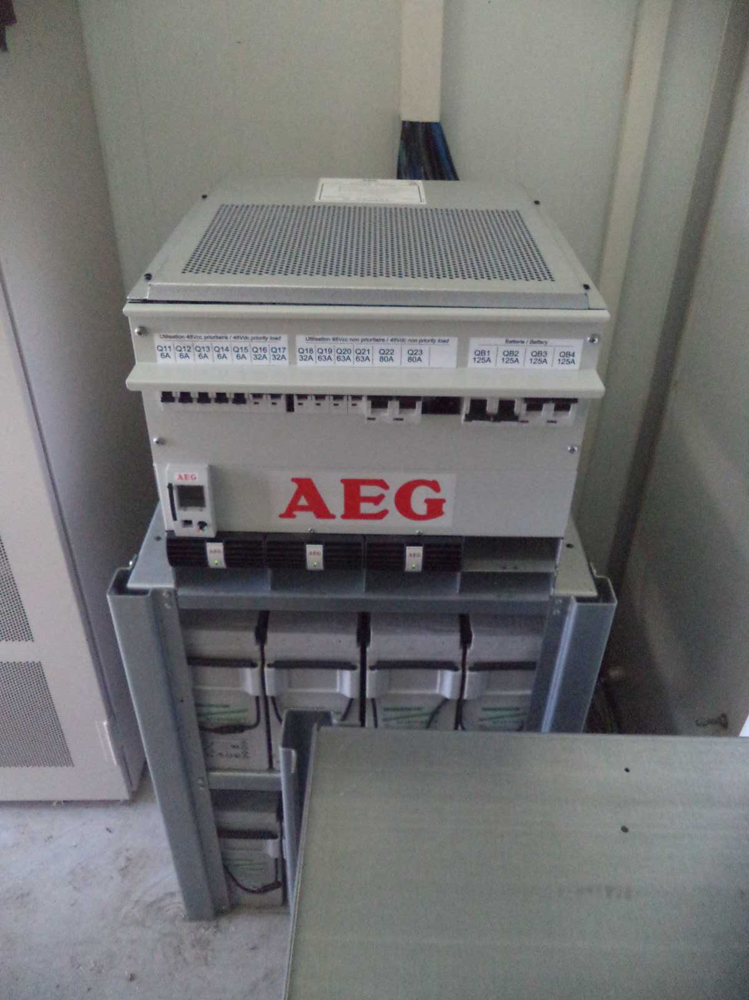 Utilisation 48Vcc prioritaire / 48Vdc priority load
Q11 Q12 Q13 Q14 Q15 Q16 Q17
6A 6A 6A 6A 6A 32A 32A
Utilisation 48Vcc non prioritaire / 48Vdc non priority load
Q18 Q19 Q20 Q21 Q22 Q23
32A 63A 63A 63A 80A 80A
Batterie / Battery
QB1 QB2 QB3 QB4
125A 125A 125A 125A
AEG
AEG
AEG AEG AEG